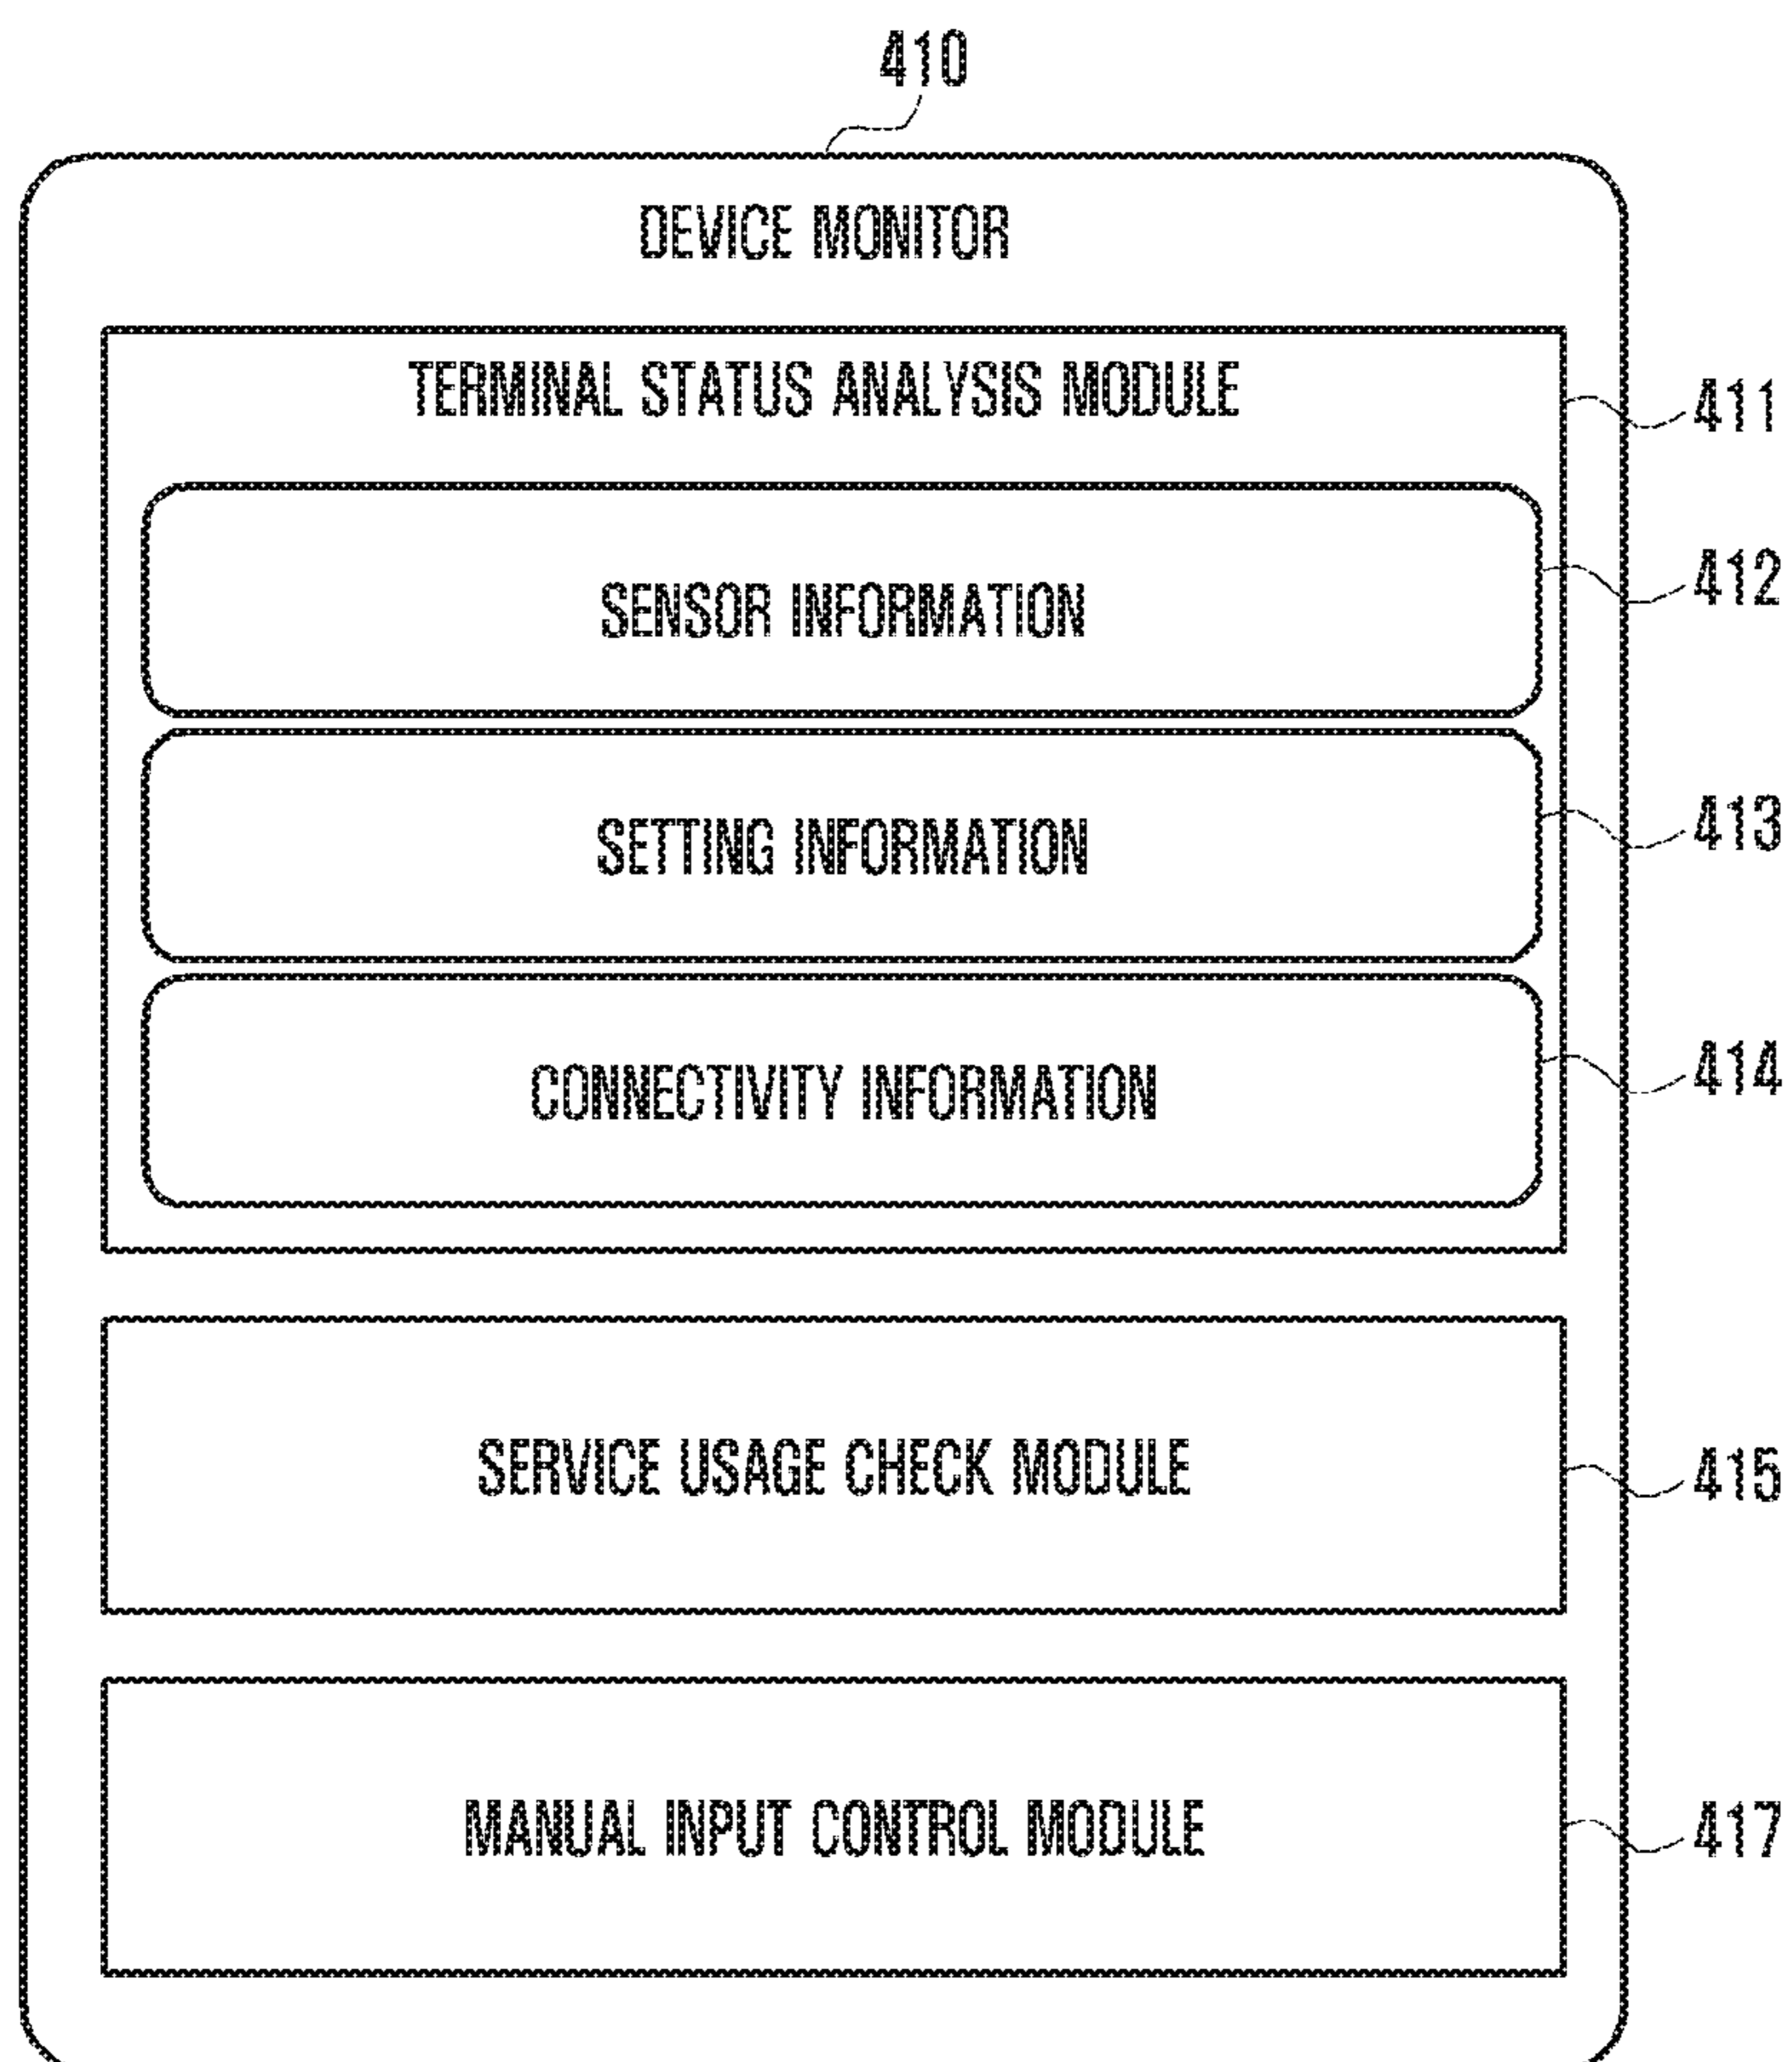 410
DEVICE MONITOR
TERMINAL STATUS ANALYSIS MODULE
411
SENSOR INFORMATION
412
SETTING INFORMATION
413
CONNECTIVITY INFORMATION
414
SERVICE USAGE CHECK MODULE
415
MANUAL INPUT CONTROL MODULE
417